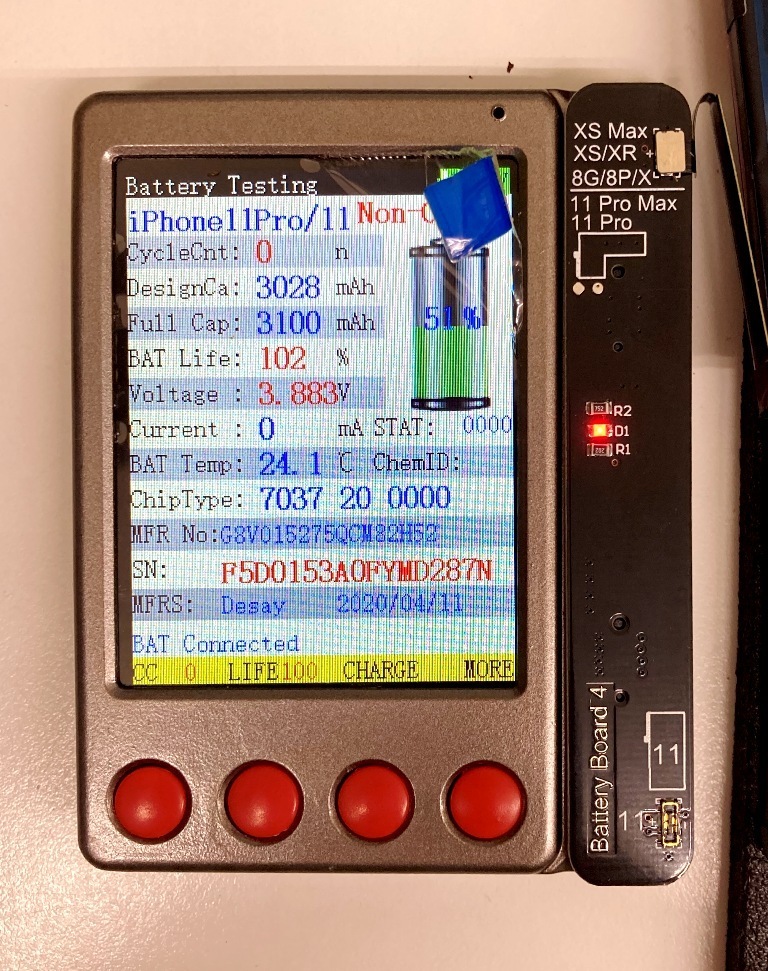 Battery Testing
iPhone11Pro/11 Non-
CycleCnt: 0 n
DesignCa: 3028 mAh
Full Cap: 3100 mAh
51 %
BAT Life: 102 %
Voltage : 3.883V
Current : 0 mA STAT: 0000
BAT Temp: 24.1 ℃ ChemID:
ChipType: 7037 20 0000
MFR No:G8V015275QCM82H52
SN: F5D0153A0FYMD287N
MFRS: Desay 2020/04/11
BAT Connected
CC 0 LIFE100 CHARGE MORE
XS Max
XS/XR +
8G/8P/X-
11 Pro Max
11 Pro
R2
D1
R1
Battery Board 4
11
11